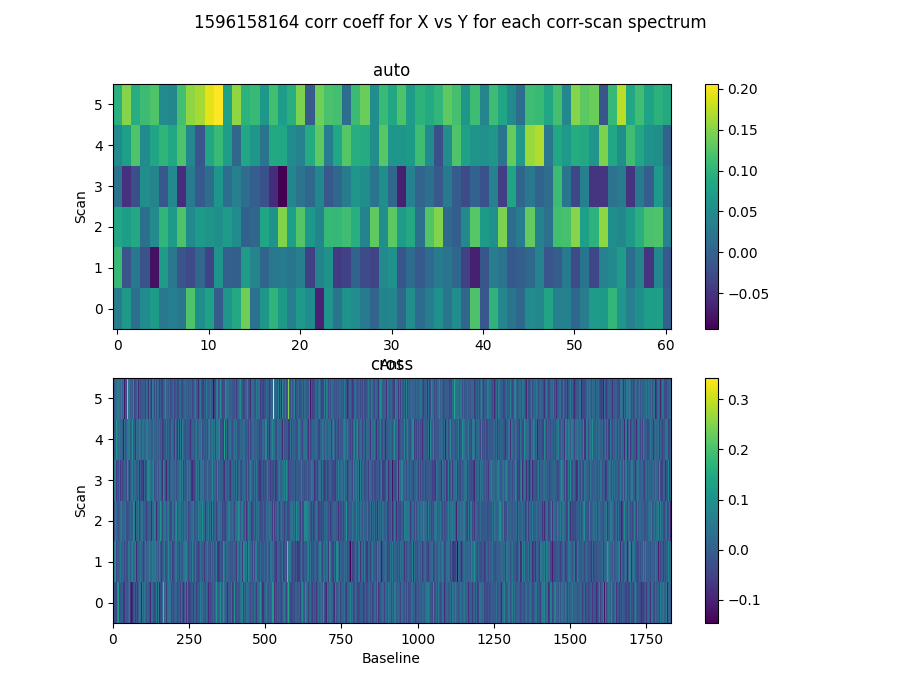 1596158164 corr coeff for X vs Y for each corr-scan spectrum
auto
Scan
5
4
3
2
1
0
0 10 20 30 40 50 60
0.20
0.15
0.10
0.05
0.00
−0.05
Ant
cross
Scan
5
4
3
2
1
0
0 250 500 750 1000 1250 1500 1750
Baseline
0.3
0.2
0.1
0.0
−0.1